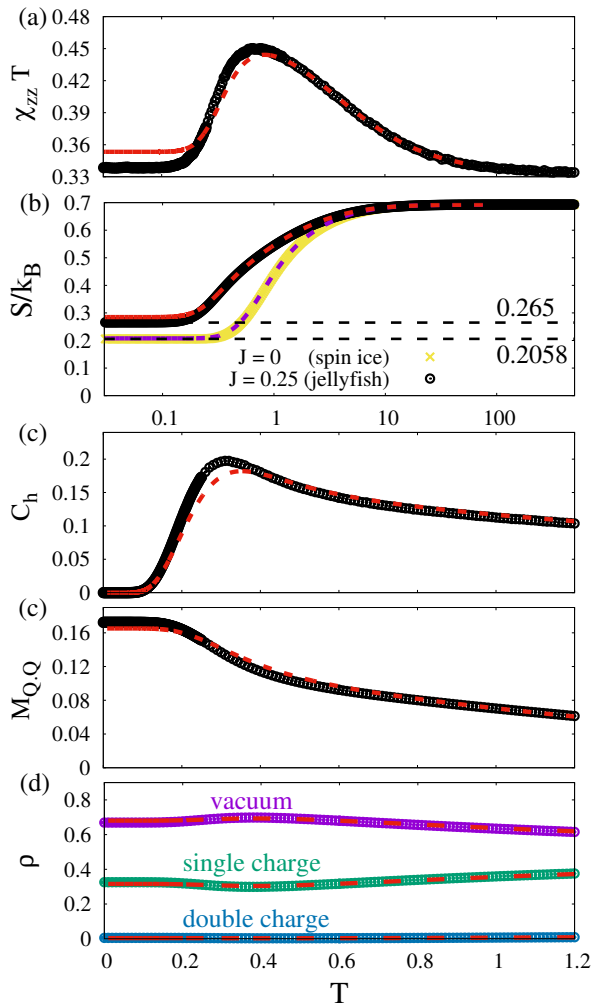 (a)
0.48
0.45
0.42
0.39
0.36
0.33
χzz T
(b)
0.7
0.6
0.5
0.4
0.3
0.2
0.1
0
S/kB
0.265
0.2058
J = 0 (spin ice)
J = 0.25 (jellyfish)
0.1 1 10 100
(c)
0.2
0.15
0.1
0.05
0
Ch
(c)
0.16
0.12
0.08
0.04
0
MQ.Q
(d)
0.8
0.6
0.4
0.2
0
ρ
vacuum
single charge
double charge
0 0.2 0.4 0.6 0.8 1 1.2
T